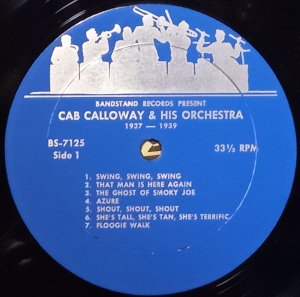 BANDSTAND RECORDS PRESENT
CAB CALLOWAY & HIS ORCHESTRA
1937 — 1939
BS-7125
Side 1
33⅓ RPM
1. SWING, SWING, SWING
2. THAT MAN IS HERE AGAIN
3. THE GHOST OF SMOKY JOE
4. AZURE
5. SHOUT, SHOUT, SHOUT
6. SHE'S TALL, SHE'S TAN, SHE'S TERRIFIC
7. FLOOGIE WALK